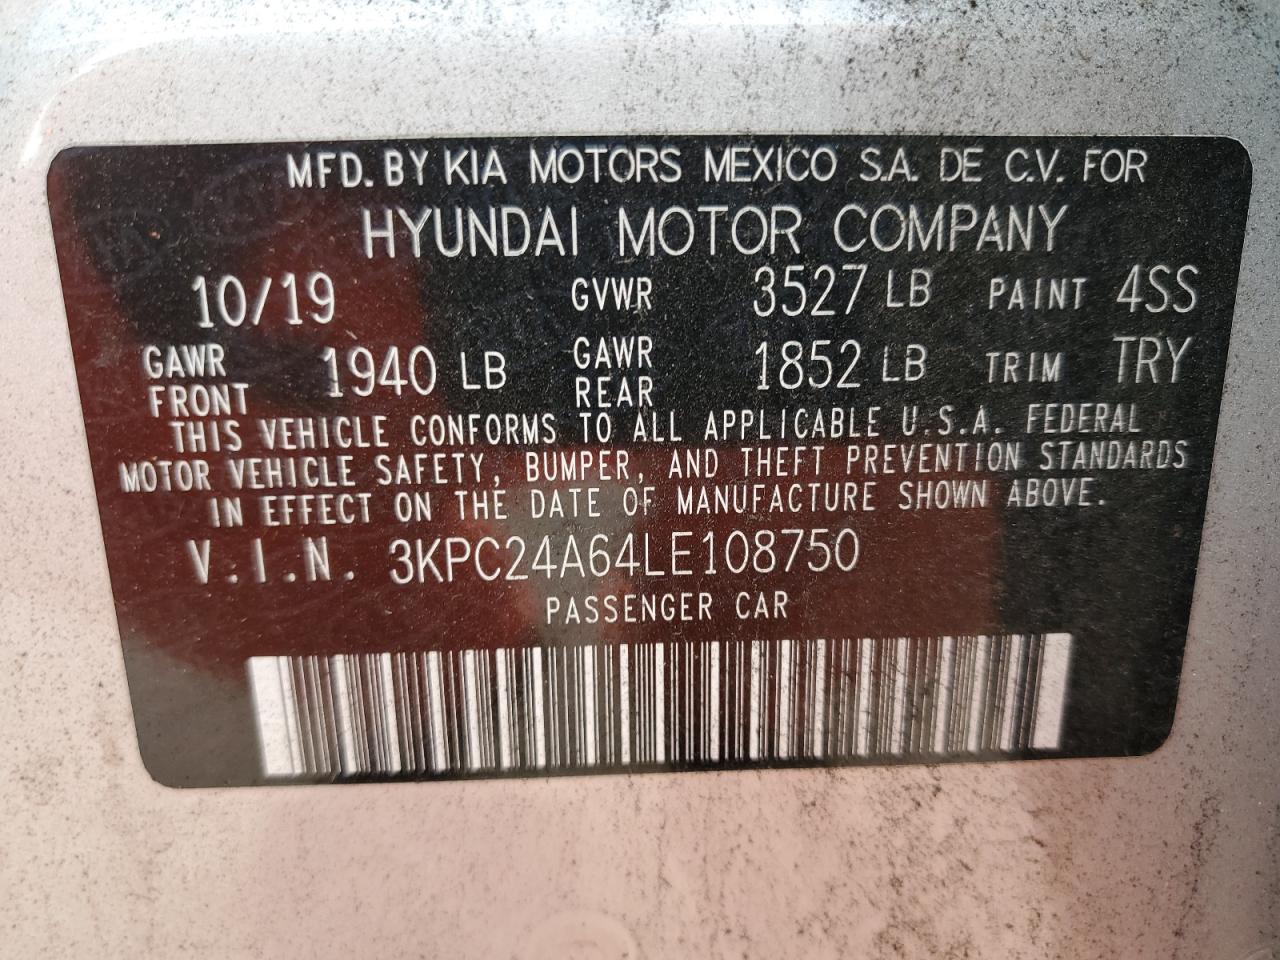 MFD. BY KIA MOTORS MEXICO S.A. DE C.V. FOR
HYUNDAI MOTOR COMPANY
10/19 GVWR 3527 LB PAINT 4SS
GAWR FRONT 1940 LB GAWR REAR 1852 LB TRIM TRY
THIS VEHICLE CONFORMS TO ALL APPLICABLE U.S.A. FEDERAL
MOTOR VEHICLE SAFETY, BUMPER, AND THEFT PREVENTION STANDARDS
IN EFFECT ON THE DATE OF MANUFACTURE SHOWN ABOVE.
V.I.N. 3KPC24A64LE108750
PASSENGER CAR